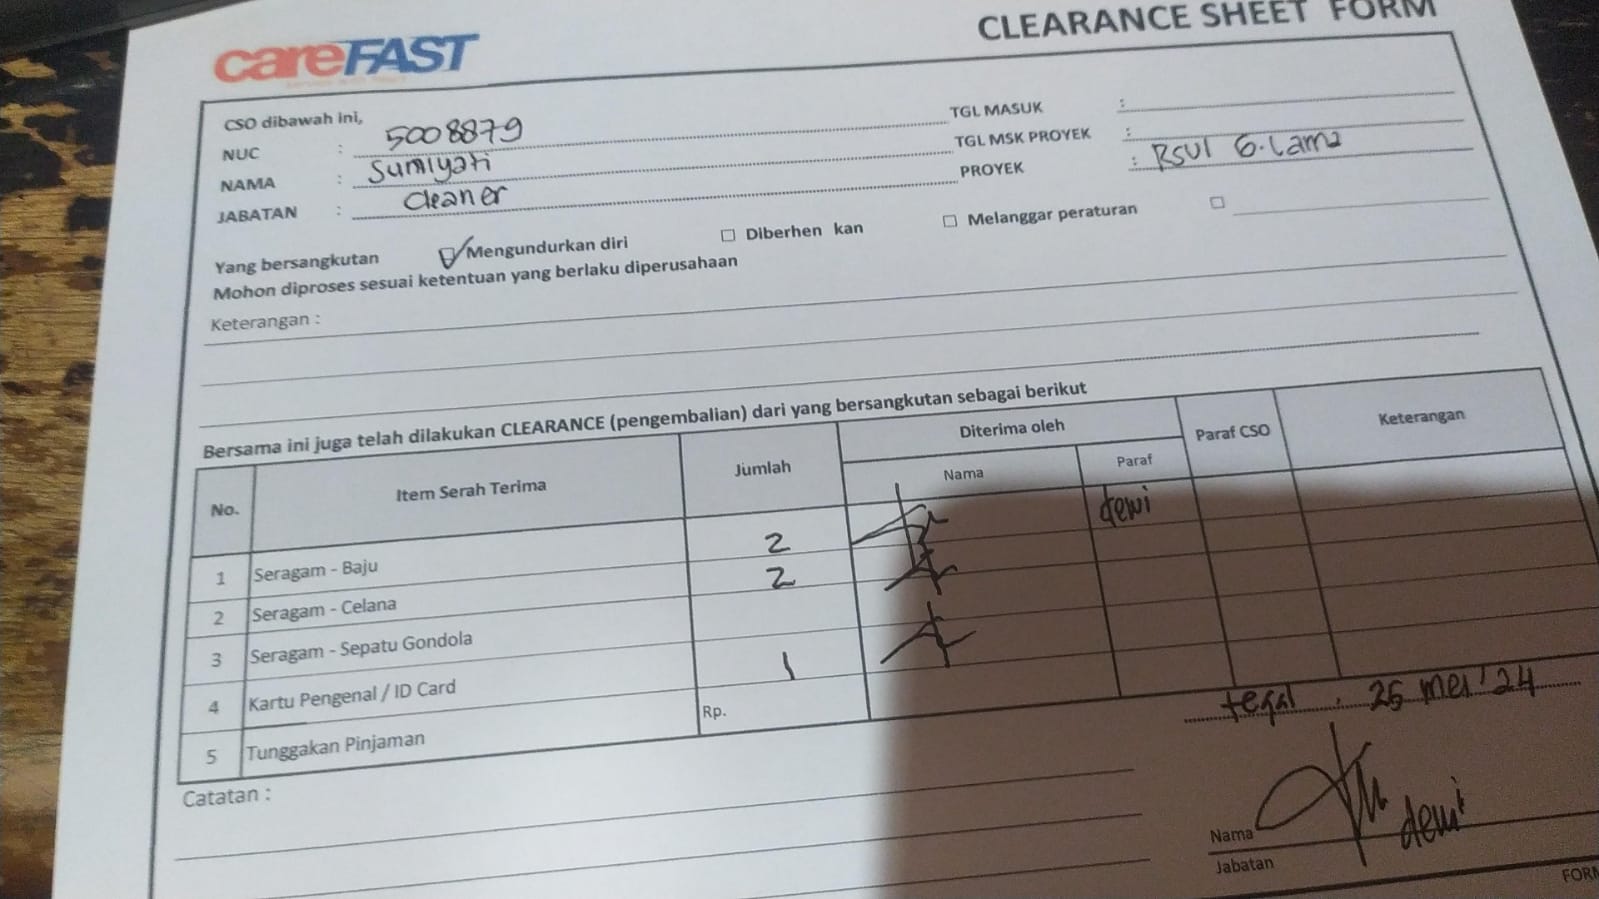 careFAST
CLEARANCE SHEET FORM
CSO dibawah ini,
NUC : 5008879
NAMA : Sumiyati
JABATAN : Cleaner
TGL MASUK :
TGL MSK PROYEK :
PROYEK : RSUI G. Lama
Yang bersangkutan Mengundurkan diri Diberhen kan Melanggar peraturan
Mohon diproses sesuai ketentuan yang berlaku diperusahaan
Keterangan :
Bersama ini juga telah dilakukan CLEARANCE (pengembalian) dari yang bersangkutan sebagai berikut
No. Item Serah Terima Jumlah Diterima oleh Paraf CSO Keterangan
Nama Paraf
1 Seragam - Baju 2 dewi
2 Seragam - Celana 2
3 Seragam - Sepatu Gondola
4 Kartu Pengenal / ID Card 1
5 Tunggakan Pinjaman Rp.
tegal . 25 mei '24
Catatan :
Nama dewi
Jabatan
FORM